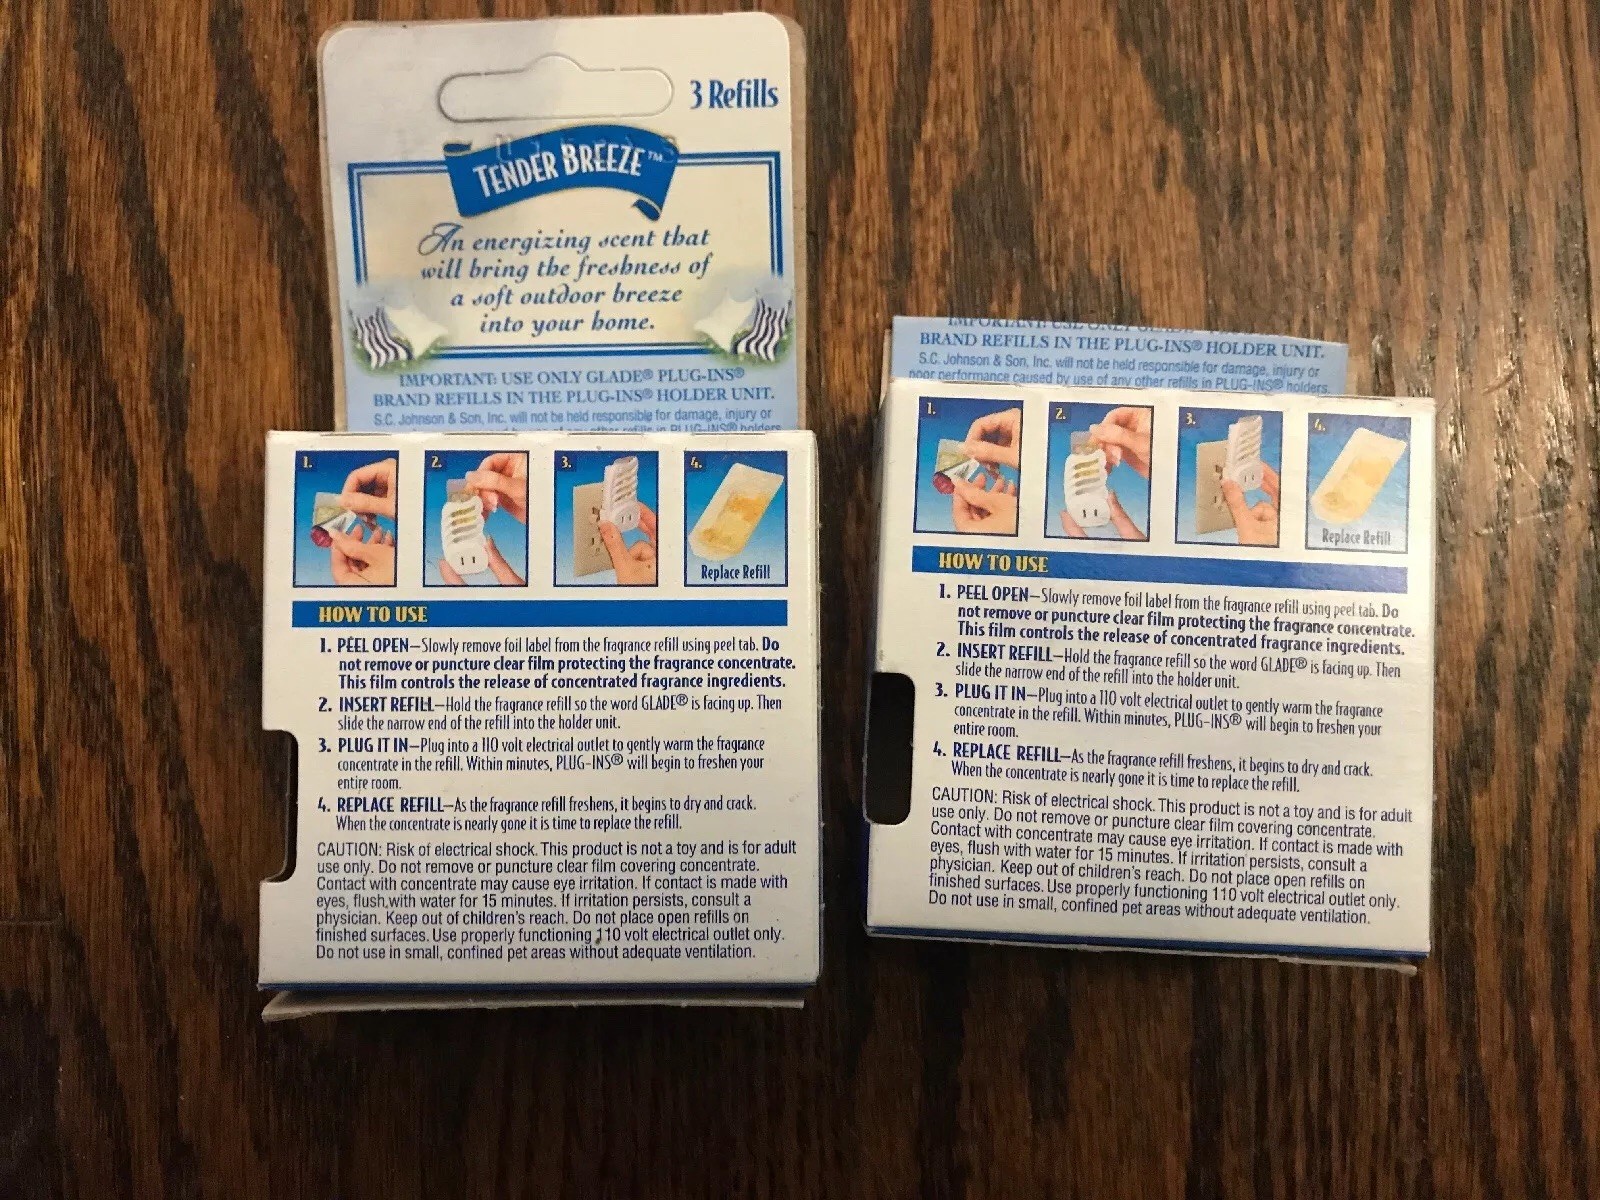 3 Refills
TENDER BREEZE™
An energizing scent that
will bring the freshness of
a soft outdoor breeze
into your home.
IMPORTANT: USE ONLY GLADE® PLUG-INS®
BRAND REFILLS IN THE PLUG-INS® HOLDER UNIT.
S.C. Johnson & Son, Inc. will not be held responsible for damage, injury or
any other refills in PLUG-INS® holders
1.
2.
3.
4.
Replace Refill
HOW TO USE
1. PEEL OPEN—Slowly remove foil label from the fragrance refill using peel tab. Do
not remove or puncture clear film protecting the fragrance concentrate.
This film controls the release of concentrated fragrance ingredients.
2. INSERT REFILL—Hold the fragrance refill so the word GLADE® is facing up. Then
slide the narrow end of the refill into the holder unit.
3. PLUG IT IN—Plug into a 110 volt electrical outlet to gently warm the fragrance
concentrate in the refill. Within minutes, PLUG-INS® will begin to freshen your
entire room.
4. REPLACE REFILL—As the fragrance refill freshens, it begins to dry and crack.
When the concentrate is nearly gone it is time to replace the refill.
CAUTION: Risk of electrical shock. This product is not a toy and is for adult
use only. Do not remove or puncture clear film covering concentrate.
Contact with concentrate may cause eye irritation. If contact is made with
eyes, flush with water for 15 minutes. If irritation persists, consult a
physician. Keep out of children's reach. Do not place open refills on
finished surfaces. Use properly functioning 110 volt electrical outlet only.
Do not use in small, confined pet areas without adequate ventilation.
IMPORTANT: USE ONLY GLADE®
BRAND REFILLS IN THE PLUG-INS® HOLDER UNIT.
S.C. Johnson & Son, Inc. will not be held responsible for damage, injury or
poor performance caused by use of any other refills in PLUG-INS® holders.
1.
2.
3.
4.
Replace Refill
HOW TO USE
1. PEEL OPEN—Slowly remove foil label from the fragrance refill using peel tab. Do
not remove or puncture clear film protecting the fragrance concentrate.
This film controls the release of concentrated fragrance ingredients.
2. INSERT REFILL—Hold the fragrance refill so the word GLADE® is facing up. Then
slide the narrow end of the refill into the holder unit.
3. PLUG IT IN—Plug into a 110 volt electrical outlet to gently warm the fragrance
concentrate in the refill. Within minutes, PLUG-INS® will begin to freshen your
entire room.
4. REPLACE REFILL—As the fragrance refill freshens, it begins to dry and crack.
When the concentrate is nearly gone it is time to replace the refill.
CAUTION: Risk of electrical shock. This product is not a toy and is for adult
use only. Do not remove or puncture clear film covering concentrate.
Contact with concentrate may cause eye irritation. If contact is made with
eyes, flush with water for 15 minutes. If irritation persists, consult a
physician. Keep out of children's reach. Do not place open refills on
finished surfaces. Use properly functioning 110 volt electrical outlet only.
Do not use in small, confined pet areas without adequate ventilation.